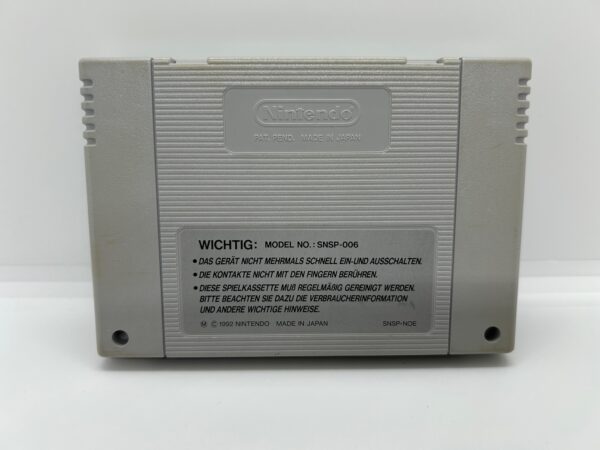 Nintendo
PAT. PEND. MADE IN JAPAN
WICHTIG: MODEL NO.: SNSP-006
• DAS GERÄT NICHT MEHRMALS SCHNELL EIN-UND AUSSCHALTEN.
• DIE KONTAKTE NICHT MIT DEN FINGERN BERÜHREN.
• DIESE SPIELKASSETTE MUß REGELMÄßIG GEREINIGT WERDEN.
BITTE BEACHTEN SIE DAZU DIE VERBRAUCHERINFORMATION
UND ANDERE WICHTIGE HINWEISE.
Ⓜ © 1992 NINTENDO MADE IN JAPAN SNSP-NOE